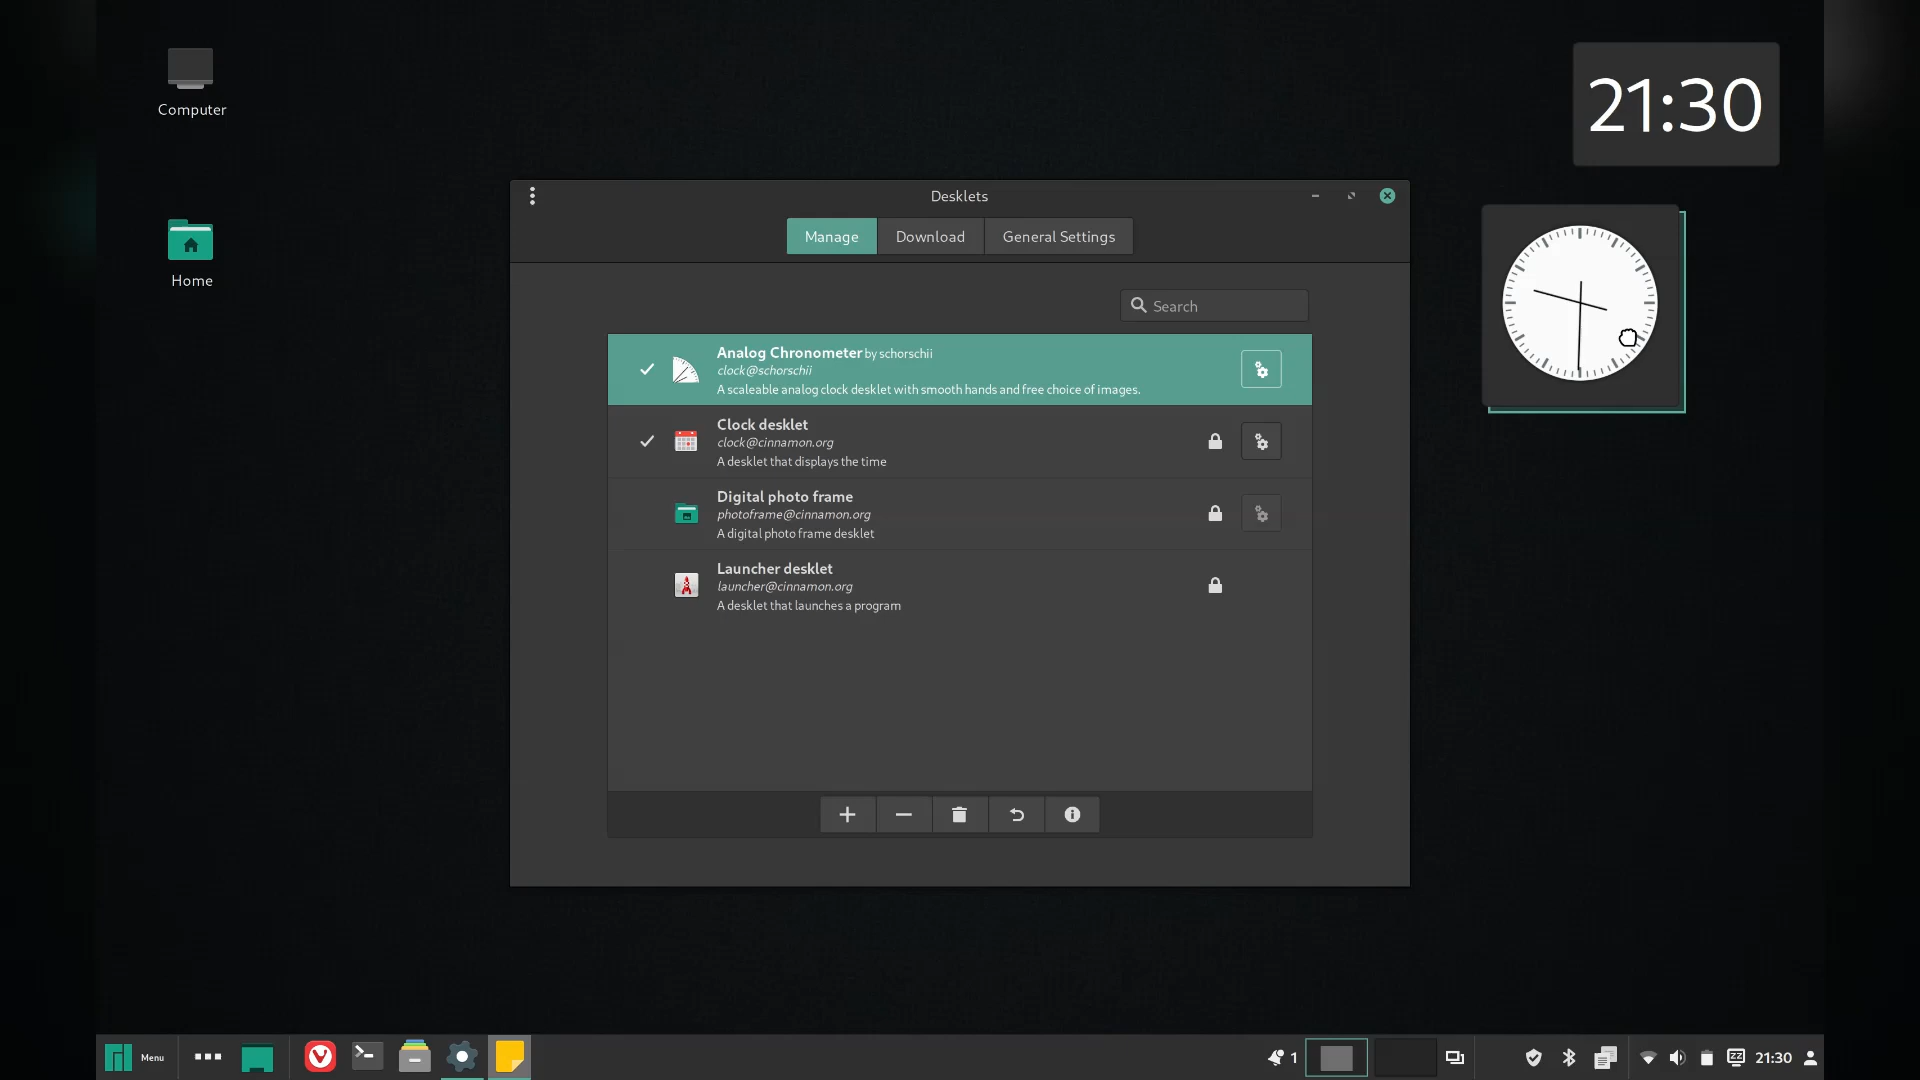 Computer
21:30
Desklets
Manage
Download
General Settings
Home
Search
Analog Chronometer by schorschii
clock@schorschii
A scaleable analog clock desklet with smooth hands and free choice of images.
Clock desklet
clock@cinnamon.org
A desklet that displays the time
Digital photo frame
photoframe@cinnamon.org
A digital photo frame desklet
Launcher desklet
launcher@cinnamon.org
A desklet that launches a program
Menu
1
zz
21:30